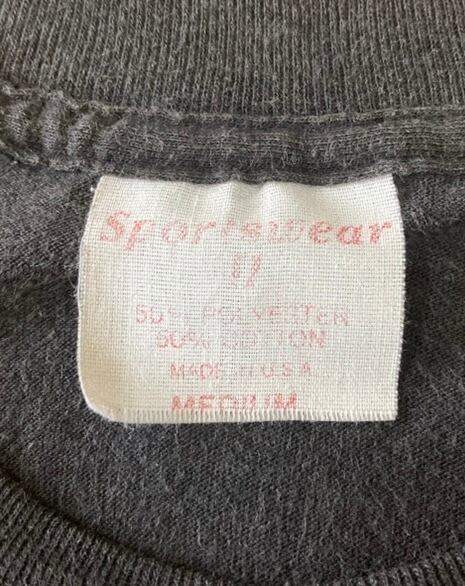 Sportswear
50% POLYESTER
50% COTTON
MADE IN U.S.A.
MEDIUM